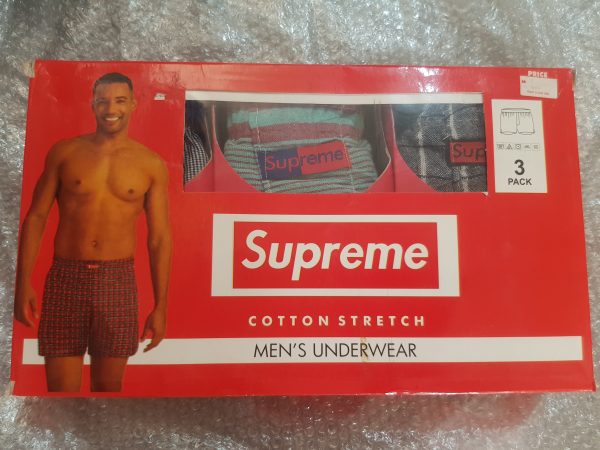 PRICE
Supreme
Sup
3
PACK
Supreme
COTTON STRETCH
MEN'S UNDERWEAR